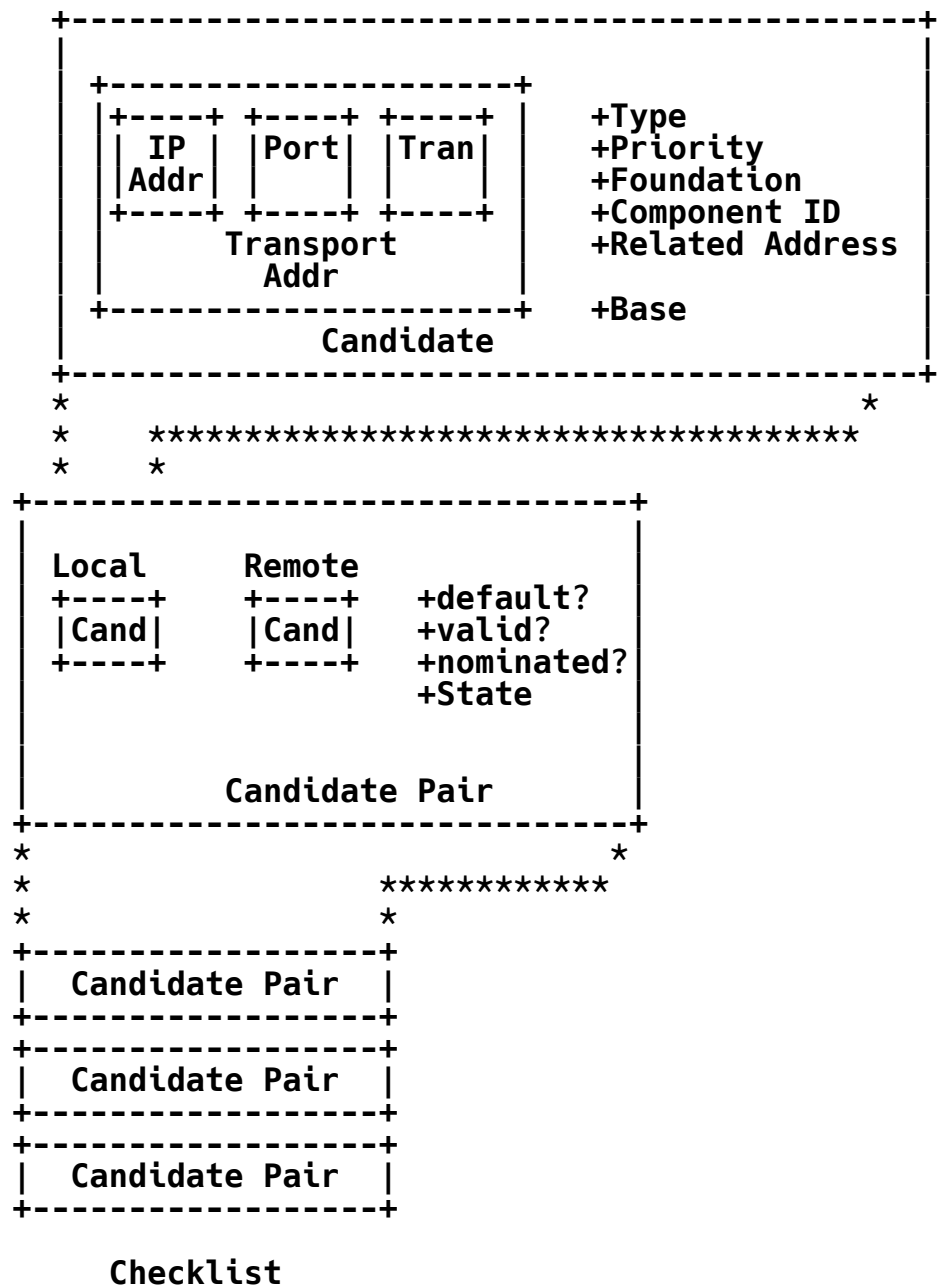 +--------------------------------------------+
|                                            |
| +---------------------+                    |
| |+----+ +----+ +----+ |   +Type            |
| || IP | |Port| |Tran| |   +Priority        |
| ||Addr| |    | |    | |   +Foundation      |
| |+----+ +----+ +----+ |   +Component ID    |
| |      Transport      |   +Related Address |
| |        Addr         |                    |
| +---------------------+   +Base            |
|             Candidate                      |
+--------------------------------------------+
*                                         *
*    *************************************
*    *
+-------------------------------+
|                               |
| Local     Remote              |
| +----+    +----+   +default?  |
| |Cand|    |Cand|   +valid?    |
| +----+    +----+   +nominated?|
|                    +State     |
|                               |
|                               |
|          Candidate Pair       |
+-------------------------------+
*                              *
*                  ************
*                  *
+------------------+
|  Candidate Pair  |
+------------------+
+------------------+
|  Candidate Pair  |
+------------------+
+------------------+
|  Candidate Pair  |
+------------------+
Checklist